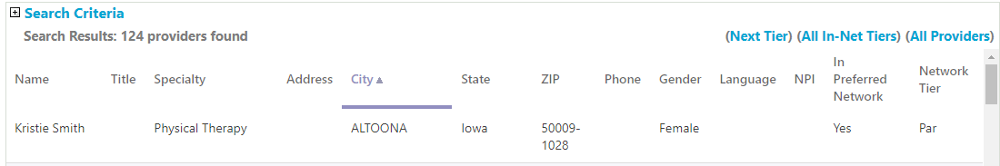 Search Criteria
Search Results: 124 providers found
(Next Tier) (All In-Net Tiers) (All Providers)
Name Title Specialty Address City ▲ State ZIP Phone Gender Language NPI In Preferred Network Network Tier
Kristie Smith Physical Therapy ALTOONA Iowa 50009-1028 Female Yes Par